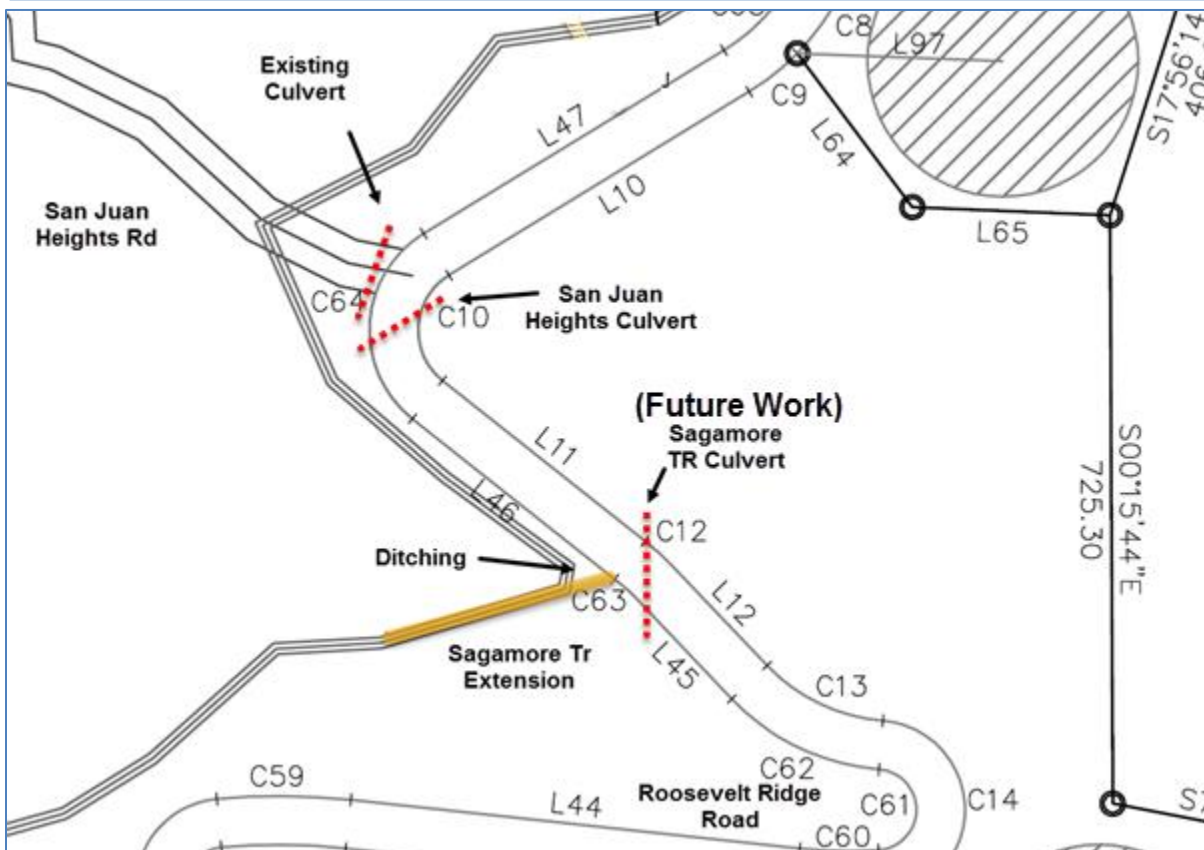 C8
L97
S17°56'14
406
Existing
Culvert
L47
C9
L64
L10
San Juan
Heights Rd
L65
C64
C10
San Juan
Heights Culvert
(Future Work)
Sagamore
TR Culvert
L11
S00°15'44"E
725.30
L46
C12
Ditching
C63
L12
Sagamore Tr
Extension
L45
C13
C59
C62
L44
Roosevelt Ridge
Road
C61
C14
C60